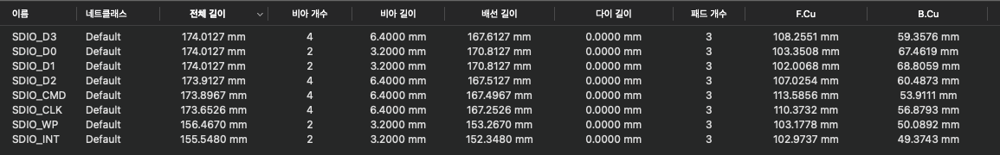 이름 네트클래스 전체 길이 비아 개수 비아 길이 배선 길이 다이 길이 패드 개수 F.Cu B.Cu
SDIO_D3 Default 174.0127 mm 4 6.4000 mm 167.6127 mm 0.0000 mm 3 108.2551 mm 59.3576 mm
SDIO_D0 Default 174.0127 mm 2 3.2000 mm 170.8127 mm 0.0000 mm 3 103.3508 mm 67.4619 mm
SDIO_D1 Default 174.0127 mm 2 3.2000 mm 170.8127 mm 0.0000 mm 3 102.0068 mm 68.8059 mm
SDIO_D2 Default 173.9127 mm 4 6.4000 mm 167.5127 mm 0.0000 mm 3 107.0254 mm 60.4873 mm
SDIO_CMD Default 173.8967 mm 4 6.4000 mm 167.4967 mm 0.0000 mm 3 113.5856 mm 53.9111 mm
SDIO_CLK Default 173.6526 mm 4 6.4000 mm 167.2526 mm 0.0000 mm 3 110.3732 mm 56.8793 mm
SDIO_WP Default 156.4670 mm 2 3.2000 mm 153.2670 mm 0.0000 mm 3 103.1778 mm 50.0892 mm
SDIO_INT Default 155.5480 mm 2 3.2000 mm 152.3480 mm 0.0000 mm 3 102.9737 mm 49.3743 mm